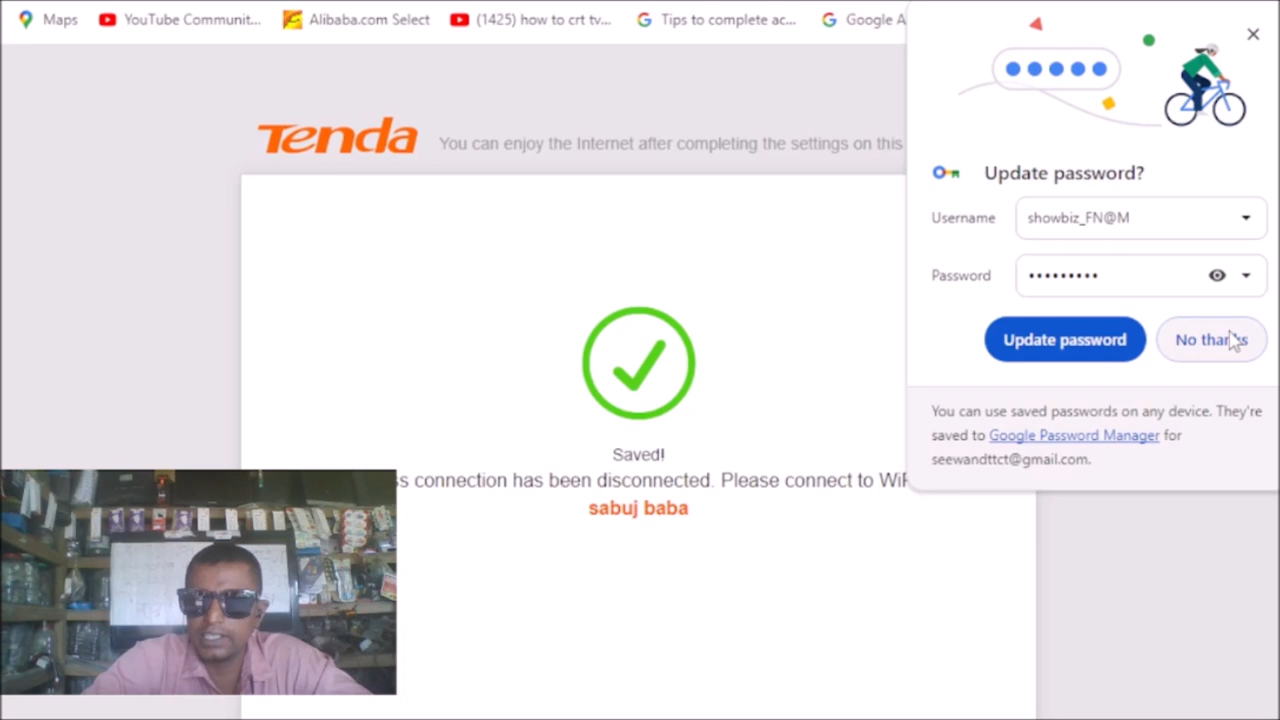 Maps
YouTube Communit...
Alibaba.com Select
(1425) how to crt tv...
Tips to complete ac...
Google A
Tenda
You can enjoy the Internet after completing the settings on this
Saved!
ss connection has been disconnected. Please connect to WiF
sabuj baba
Update password?
Username
showbiz_FN@M
Password
•••••••••
Update password
No thanks
You can use saved passwords on any device. They're
saved to Google Password Manager for
seewandttct@gmail.com.